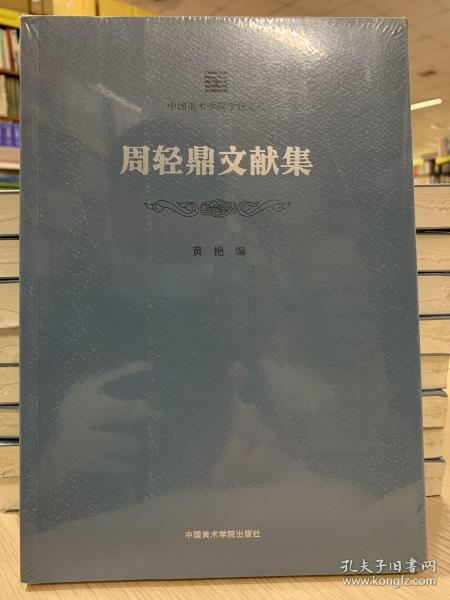 中国美术学院学脉文丛
周轻鼎文献集
黄 艳 编
中国美术学院出版社
孔夫子旧书网
www.kongfz.com